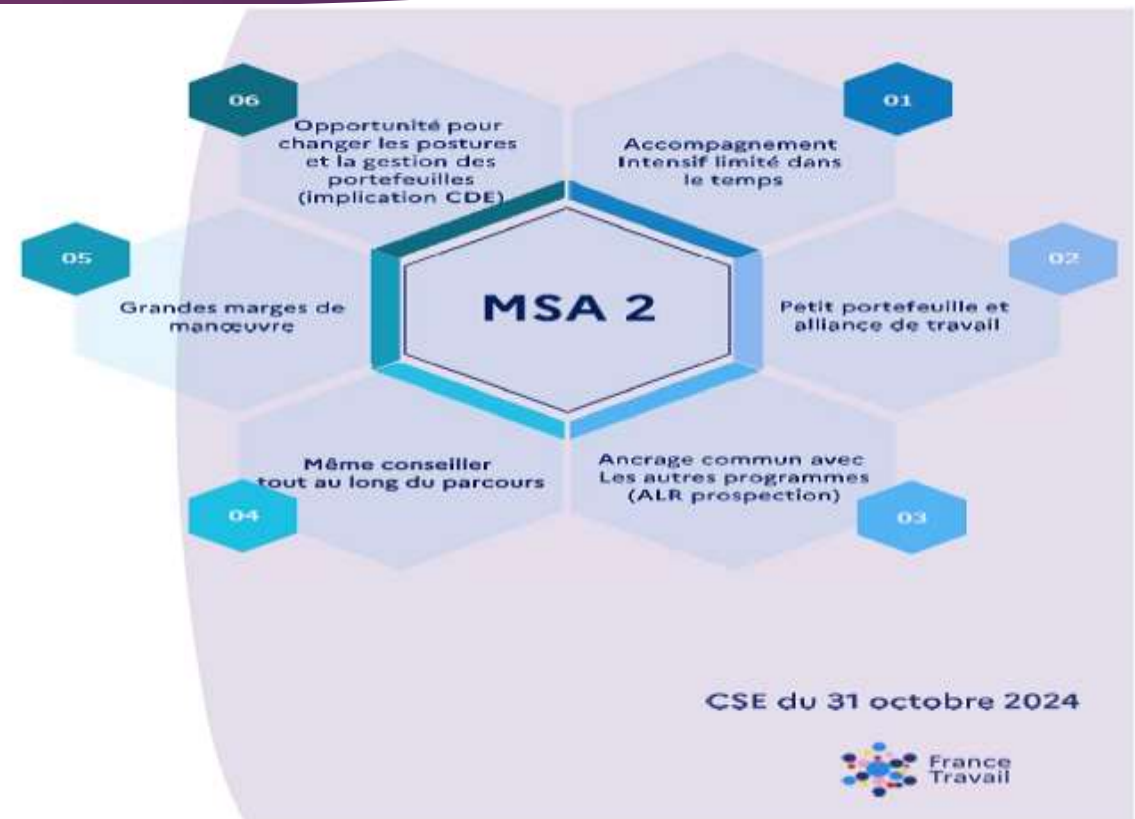 MSA 2
01
Accompagnement
Intensif limité dans
le temps
02
Petit portefeuille et
alliance de travail
03
Ancrage commun avec
Les autres programmes
(ALR prospection)
04
Même conseiller
tout au long du parcours
05
Grandes marges de
manœuvre
06
Opportunité pour
changer les postures
et la gestion des
portefeuilles
(implication CDE)
CSE du 31 octobre 2024
France
Travail